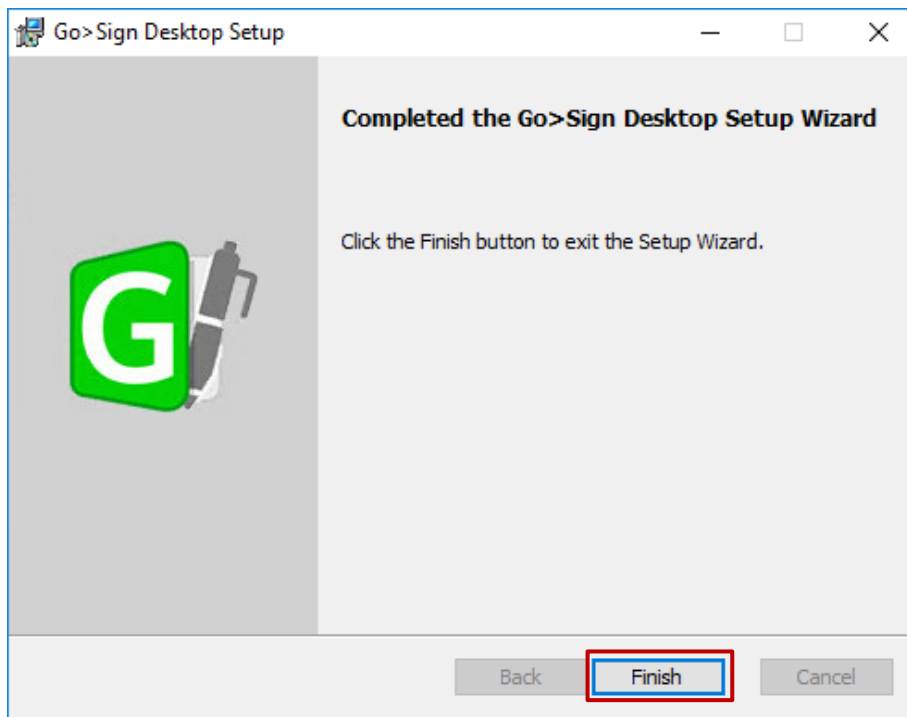 Go>Sign Desktop Setup
Completed the Go>Sign Desktop Setup Wizard
Click the Finish button to exit the Setup Wizard.
G
Back Finish Cancel